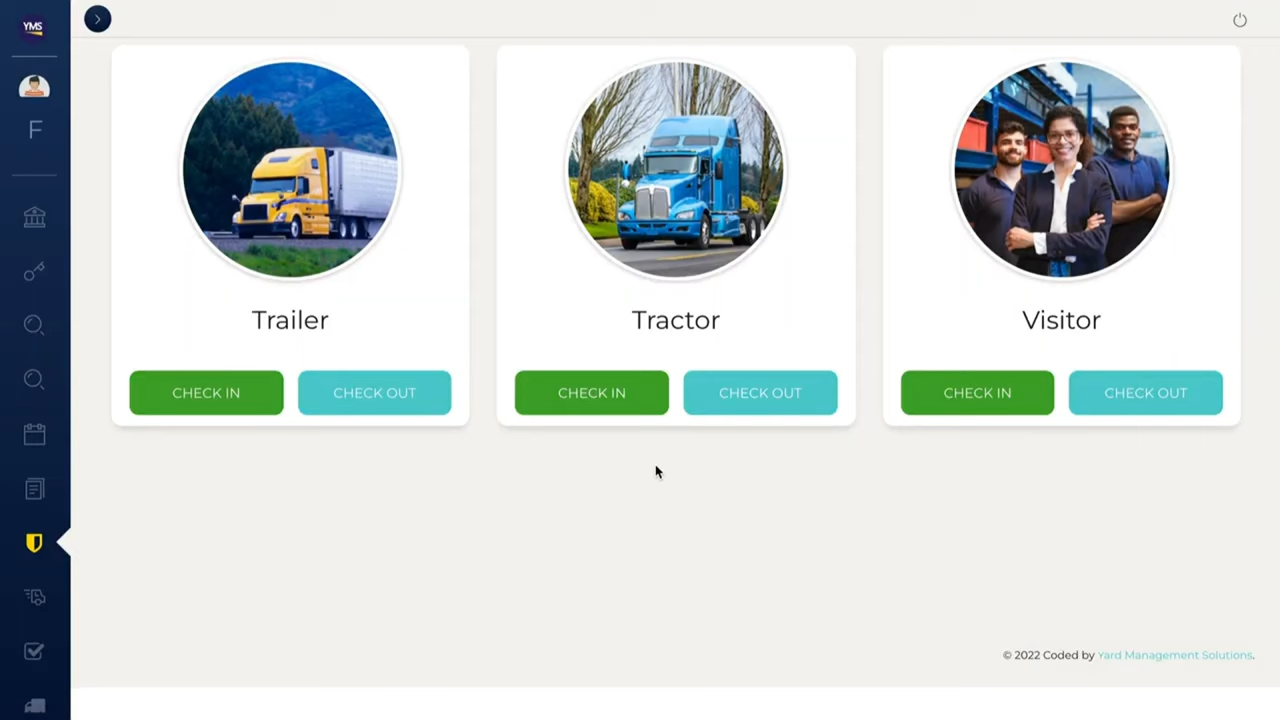 YMS
F
Trailer
Tractor
Visitor
CHECK IN
CHECK OUT
CHECK IN
CHECK OUT
CHECK IN
CHECK OUT
© 2022 Coded by Yard Management Solutions.